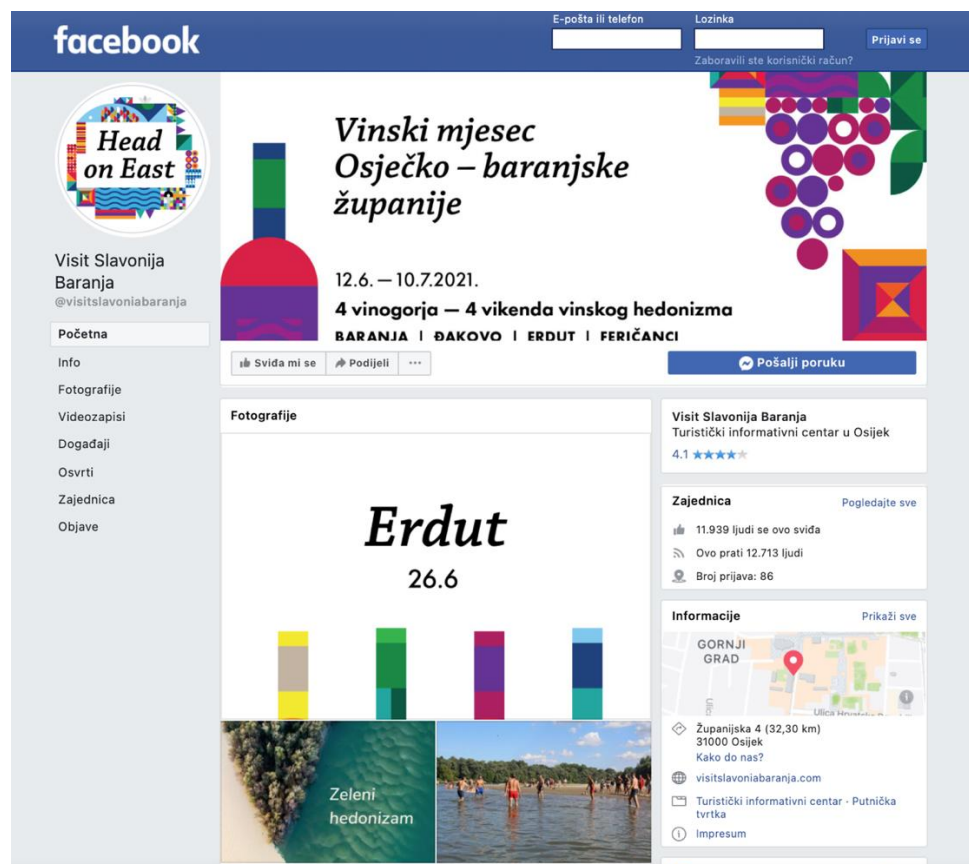 facebook
E-pošta ili telefon
Lozinka
Prijavi se
Zaboravili ste korisnički račun?
Head
on East
Visit Slavonija
Baranja
@visitslavoniabaranja
Početna
Info
Fotografije
Videozapisi
Događaji
Osvrti
Zajednica
Objave
Vinski mjesec
Osječko – baranjske
županije
12.6. — 10.7.2021.
4 vinogorja — 4 vikenda vinskog hedonizma
BARANJA | ĐAKOVO | ERDUT | FERIČANCI
Sviđa mi se
Podijeli
Pošalji poruku
Fotografije
Erdut
26.6
Zeleni
hedonizam
Visit Slavonija Baranja
Turistički informativni centar u Osijek
4.1
Zajednica
Pogledajte sve
11.939 ljudi se ovo sviđa
Ovo prati 12.713 ljudi
Broj prijava: 86
Informacije
Prikaži sve
GORNJI
GRAD
Ulica
Županijska 4 (32,30 km)
31000 Osijek
Kako do nas?
visitslavoniabaranja.com
Turistički informativni centar · Putnička
tvrtka
Impresum